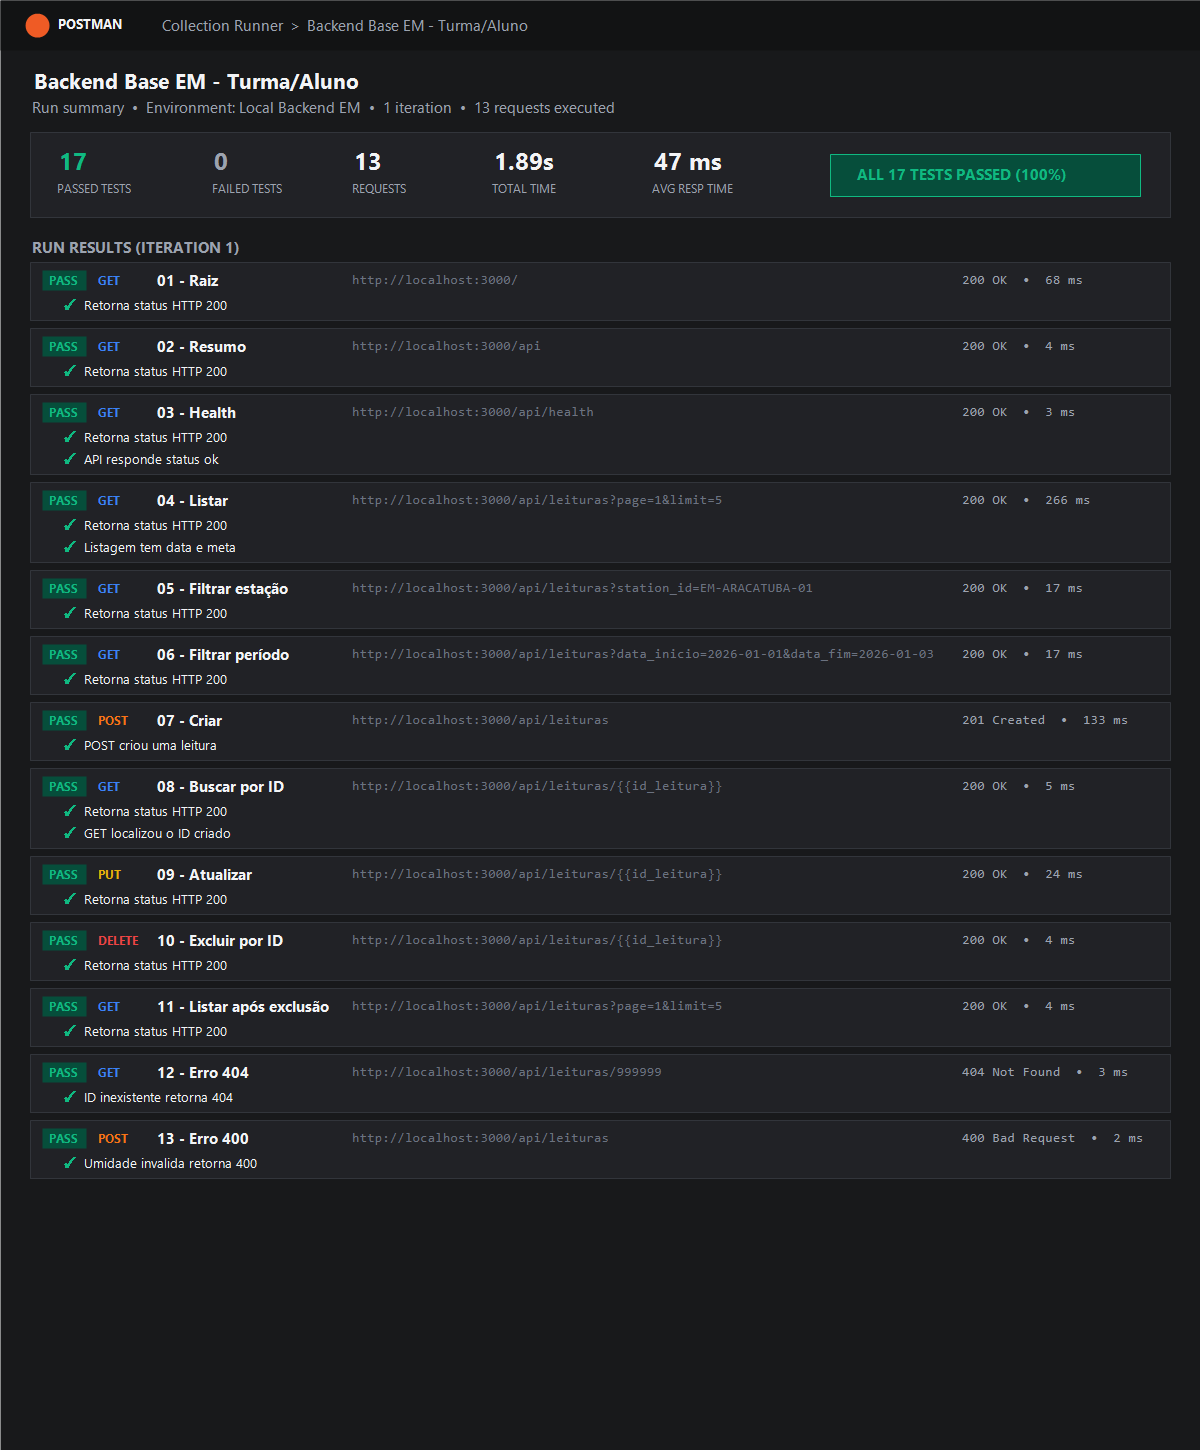 POSTMAN Collection Runner > Backend Base EM - Turma/Aluno
Backend Base EM - Turma/Aluno
Run summary • Environment: Local Backend EM • 1 iteration • 13 requests executed
17 0 13 1.89s 47 ms ALL 17 TESTS PASSED (100%)
PASSED TESTS FAILED TESTS REQUESTS TOTAL TIME AVG RESP TIME
RUN RESULTS (ITERATION 1)
PASS GET 01 - Raiz http://localhost:3000/ 200 OK • 68 ms
✓ Retorna status HTTP 200
PASS GET 02 - Resumo http://localhost:3000/api 200 OK • 4 ms
✓ Retorna status HTTP 200
PASS GET 03 - Health http://localhost:3000/api/health 200 OK • 3 ms
✓ Retorna status HTTP 200
✓ API responde status ok
PASS GET 04 - Listar http://localhost:3000/api/leituras?page=1&limit=5 200 OK • 266 ms
✓ Retorna status HTTP 200
✓ Listagem tem data e meta
PASS GET 05 - Filtrar estação http://localhost:3000/api/leituras?station_id=EM-ARACATUBA-01 200 OK • 17 ms
✓ Retorna status HTTP 200
PASS GET 06 - Filtrar período http://localhost:3000/api/leituras?data_inicio=2026-01-01&data_fim=2026-01-03 200 OK • 17 ms
✓ Retorna status HTTP 200
PASS POST 07 - Criar http://localhost:3000/api/leituras 201 Created • 133 ms
✓ POST criou uma leitura
PASS GET 08 - Buscar por ID http://localhost:3000/api/leituras/{{id_leitura}} 200 OK • 5 ms
✓ Retorna status HTTP 200
✓ GET localizou o ID criado
PASS PUT 09 - Atualizar http://localhost:3000/api/leituras/{{id_leitura}} 200 OK • 24 ms
✓ Retorna status HTTP 200
PASS DELETE 10 - Excluir por ID http://localhost:3000/api/leituras/{{id_leitura}} 200 OK • 4 ms
✓ Retorna status HTTP 200
PASS GET 11 - Listar após exclusão http://localhost:3000/api/leituras?page=1&limit=5 200 OK • 4 ms
✓ Retorna status HTTP 200
PASS GET 12 - Erro 404 http://localhost:3000/api/leituras/999999 404 Not Found • 3 ms
✓ ID inexistente retorna 404
PASS POST 13 - Erro 400 http://localhost:3000/api/leituras 400 Bad Request • 2 ms
✓ Umidade invalida retorna 400